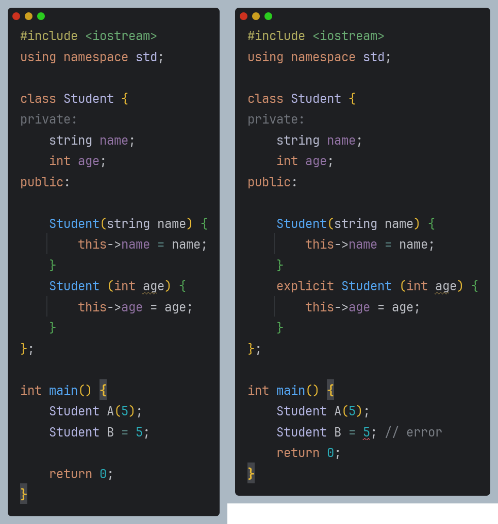 #include <iostream>
using namespace std;
class Student {
private:
string name;
int age;
public:
Student(string name) {
this->name = name;
}
Student (int age) {
this->age = age;
}
};
int main() {
Student A(5);
Student B = 5;
return 0;
}
#include <iostream>
using namespace std;
class Student {
private:
string name;
int age;
public:
Student(string name) {
this->name = name;
}
explicit Student (int age) {
this->age = age;
}
};
int main() {
Student A(5);
Student B = 5; // error
return 0;
}